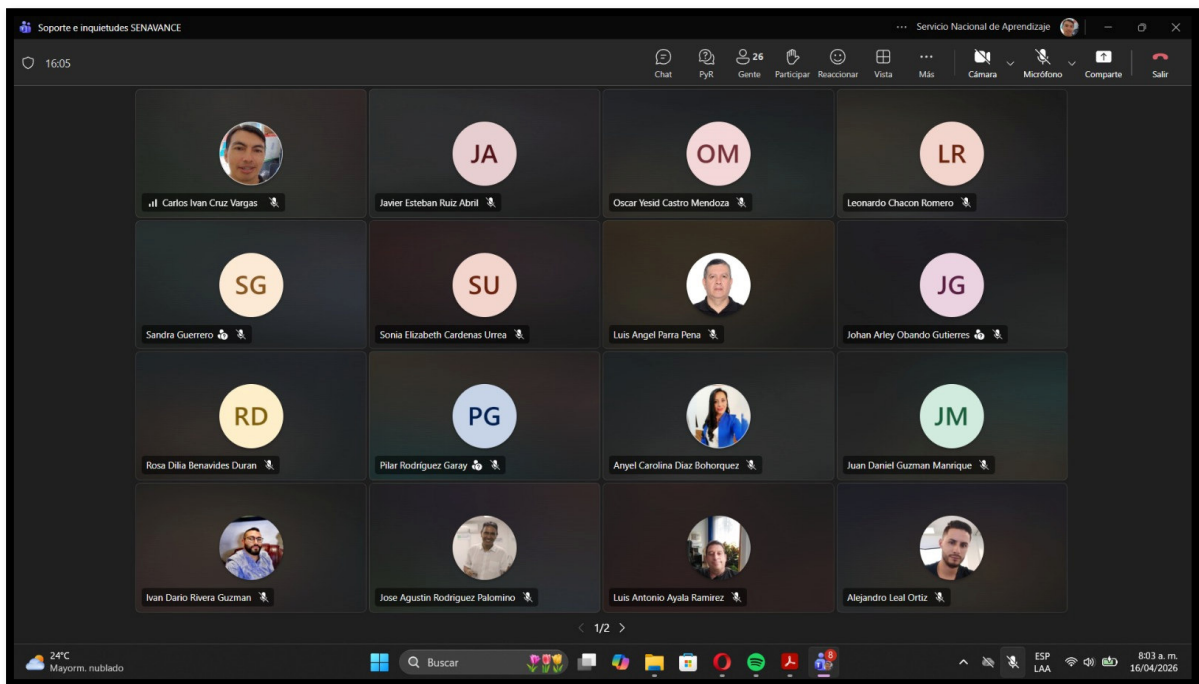 Soporte e inquietudes SENAVANCE
Servicio Nacional de Aprendizaje
16:05
26
Chat
PyR
Gente
Participar
Reaccionar
Vista
Más
Cámara
Micrófono
Comparte
Salir
Carlos Ivan Cruz Vargas
JA
Javier Esteban Ruiz Abril
OM
Oscar Yesid Castro Mendoza
LR
Leonardo Chacon Romero
SG
Sandra Guerrero
SU
Sonia Elizabeth Cardenas Urrea
Luis Angel Parra Pena
JG
Johan Arley Obando Gutierres
RD
Rosa Dilia Benavides Duran
PG
Pilar Rodríguez Garay
Anyel Carolina Diaz Bohorquez
JM
Juan Daniel Guzman Manrique
Ivan Dario Rivera Guzman
Jose Agustin Rodriguez Palomino
Luis Antonio Ayala Ramirez
Alejandro Leal Ortiz
1/2
24°C
Mayorm. nublado
Buscar
8
ESP
LAA
8:03 a. m.
16/04/2026